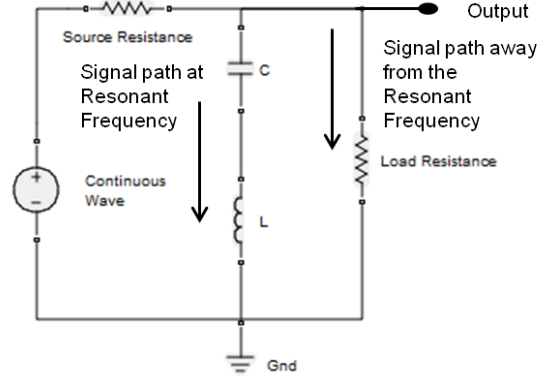 Output
Source Resistance
Signal path at
Resonant
Frequency
C
Signal path away
from the
Resonant
Frequency
Load Resistance
+
−
Continuous
Wave
L
Gnd